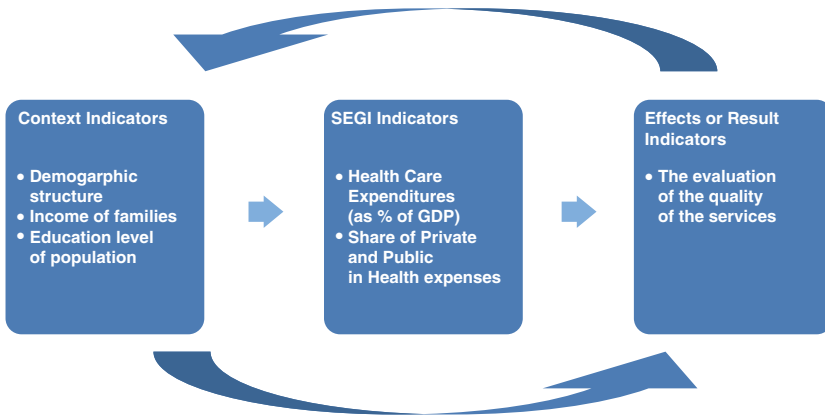 Context Indicators
• Demogarphic
structure
• Income of families
• Education level
of population
SEGI Indicators
• Health Care
Expenditures
(as % of GDP)
• Share of Private
and Public
in Health expenses
Effects or Result
Indicators
• The evaluation
of the quality
of the services